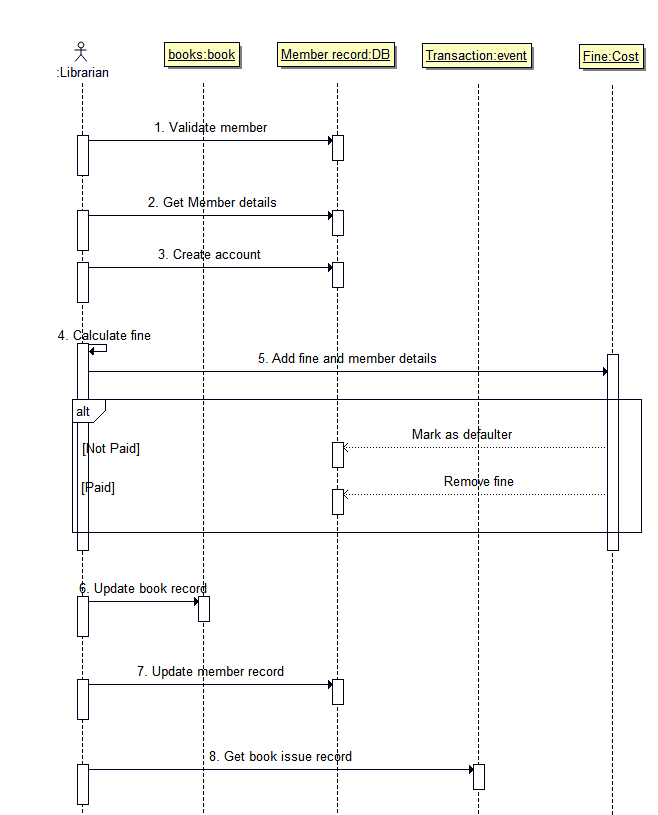 :Librarian
books:book
Member record:DB
Transaction:event
Fine:Cost
1. Validate member
2. Get Member details
3. Create account
4. Calculate fine
5. Add fine and member details
alt
Mark as defaulter
[Not Paid]
Remove fine
[Paid]
6. Update book record
7. Update member record
8. Get book issue record